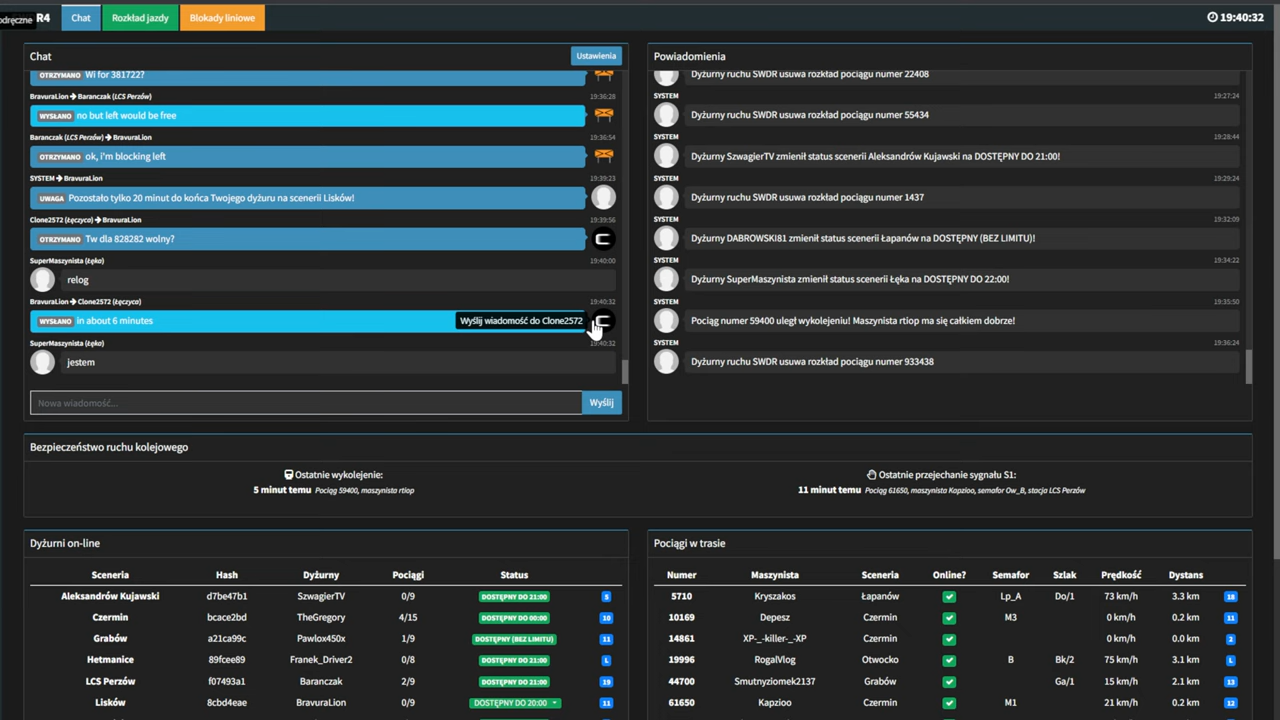 odręczne R4 Chat Rozkład jazdy Blokady liniowe 19:40:32
Chat Ustawienia
OTRZYMANO Wi for 381722?
BravuraLion → Baranczak (LCS Perzów) 19:36:28
WYSŁANO no but left would be free
Baranczak (LCS Perzów) → BravuraLion 19:36:54
OTRZYMANO ok, i'm blocking left
SYSTEM → BravuraLion 19:39:23
UWAGA Pozostało tylko 20 minut do końca Twojego dyżuru na scenerii Lisków!
Clone2572 (Łęczyca) → BravuraLion 19:39:56
OTRZYMANO Tw dla 828282 wolny?
SuperMaszynista (Łęka) 19:40:00
relog
BravuraLion → Clone2572 (Łęczyca) 19:40:32
WYSŁANO in about 6 minutes Wyślij wiadomość do Clone2572
SuperMaszynista (Łęka) 19:40:32
jestem
Nowa wiadomość... Wyślij
Powiadomienia
Dyżurny ruchu SWDR usuwa rozkład pociągu numer 22408
SYSTEM 19:27:24
Dyżurny ruchu SWDR usuwa rozkład pociągu numer 55434
SYSTEM 19:28:44
Dyżurny SzwagierTV zmienił status scenerii Aleksandrów Kujawski na DOSTĘPNY DO 21:00!
SYSTEM 19:29:24
Dyżurny ruchu SWDR usuwa rozkład pociągu numer 1437
SYSTEM 19:32:09
Dyżurny DABROWSKI81 zmienił status scenerii Łapanów na DOSTĘPNY (BEZ LIMITU)!
SYSTEM 19:34:22
Dyżurny SuperMaszynista zmienił status scenerii Łęka na DOSTĘPNY DO 22:00!
SYSTEM 19:35:50
Pociąg numer 59400 uległ wykolejeniu! Maszynista rtiop ma się całkiem dobrze!
SYSTEM 19:36:24
Dyżurny ruchu SWDR usuwa rozkład pociągu numer 933438
Bezpieczeństwo ruchu kolejowego
Ostatnie wykolejenie:
5 minut temu Pociąg 59400, maszynista rtiop
Ostatnie przejechanie sygnału S1:
11 minut temu Pociąg 61650, maszynista Kapzioo, semafor Ow_B, stacja LCS Perzów
Dyżurni on-line
Sceneria Hash Dyżurny Pociągi Status
Aleksandrów Kujawski d7be47b1 SzwagierTV 0/9 DOSTĘPNY DO 21:00 5
Czermin bcace2bd TheGregory 4/15 DOSTĘPNY DO 00:00 10
Grabów a21ca99c Pawlox450x 1/9 DOSTĘPNY (BEZ LIMITU) 11
Hetmanice 89fcee89 Franek_Driver2 0/8 DOSTĘPNY DO 21:00 L
LCS Perzów f07493a1 Baranczak 2/9 DOSTĘPNY DO 21:00 19
Lisków 8cbd4eae BravuraLion 0/9 DOSTĘPNY DO 20:00 11
Pociągi w trasie
Numer Maszynista Sceneria Online? Semafor Szlak Prędkość Dystans
5710 Kryszakos Łapanów Lp_A Do/1 73 km/h 3.3 km 18
10169 Depesz Czermin M3 0 km/h 0.2 km 11
14861 XP-_-killer-_-XP Czermin 0 km/h 0.0 km 2
19996 RogalVlog Otwocko B Bk/2 75 km/h 3.1 km L
44700 Smutnyziomek2137 Grabów Ga/1 15 km/h 2.1 km 13
61650 Kapzioo Czermin M1 21 km/h 0.2 km 12